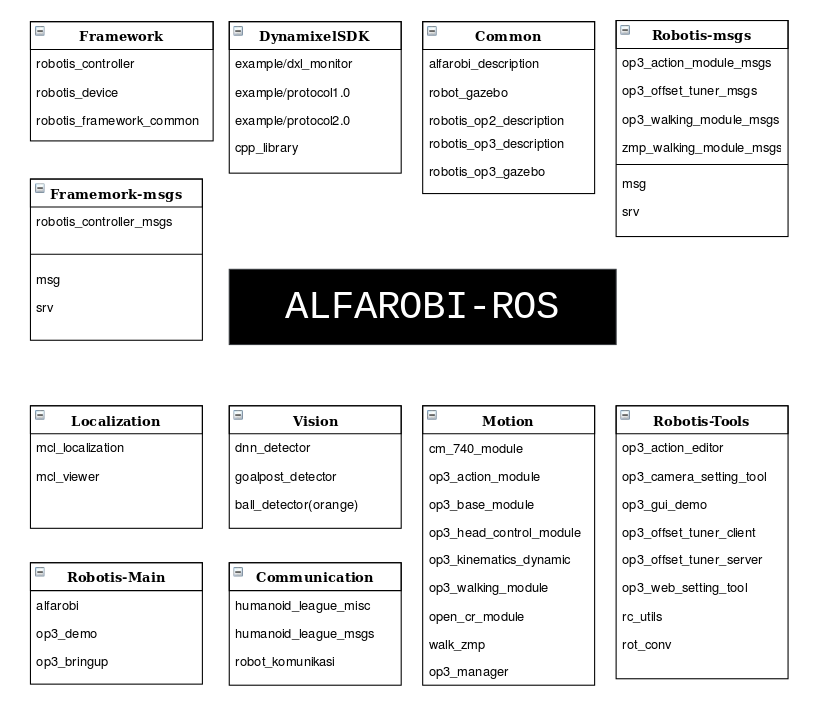 Framework
robotis_controller
robotis_device
robotis_framework_common
DynamixelSDK
example/dxl_monitor
example/protocol1.0
example/protocol2.0
cpp_library
Common
alfarobi_description
robot_gazebo
robotis_op2_description
robotis_op3_description
robotis_op3_gazebo
Robotis-msgs
op3_action_module_msgs
op3_offset_tuner_msgs
op3_walking_module_msgs
zmp_walking_module_msgs
msg
srv
Framemork-msgs
robotis_controller_msgs
msg
srv
ALFAROBI-ROS
Localization
mcl_localization
mcl_viewer
Vision
dnn_detector
goalpost_detector
ball_detector(orange)
Motion
cm_740_module
op3_action_module
op3_base_module
op3_head_control_module
op3_kinematics_dynamic
op3_walking_module
open_cr_module
walk_zmp
op3_manager
Robotis-Tools
op3_action_editor
op3_camera_setting_tool
op3_gui_demo
op3_offset_tuner_client
op3_offset_tuner_server
op3_web_setting_tool
rc_utils
rot_conv
Robotis-Main
alfarobi
op3_demo
op3_bringup
Communication
humanoid_league_misc
humanoid_league_msgs
robot_komunikasi